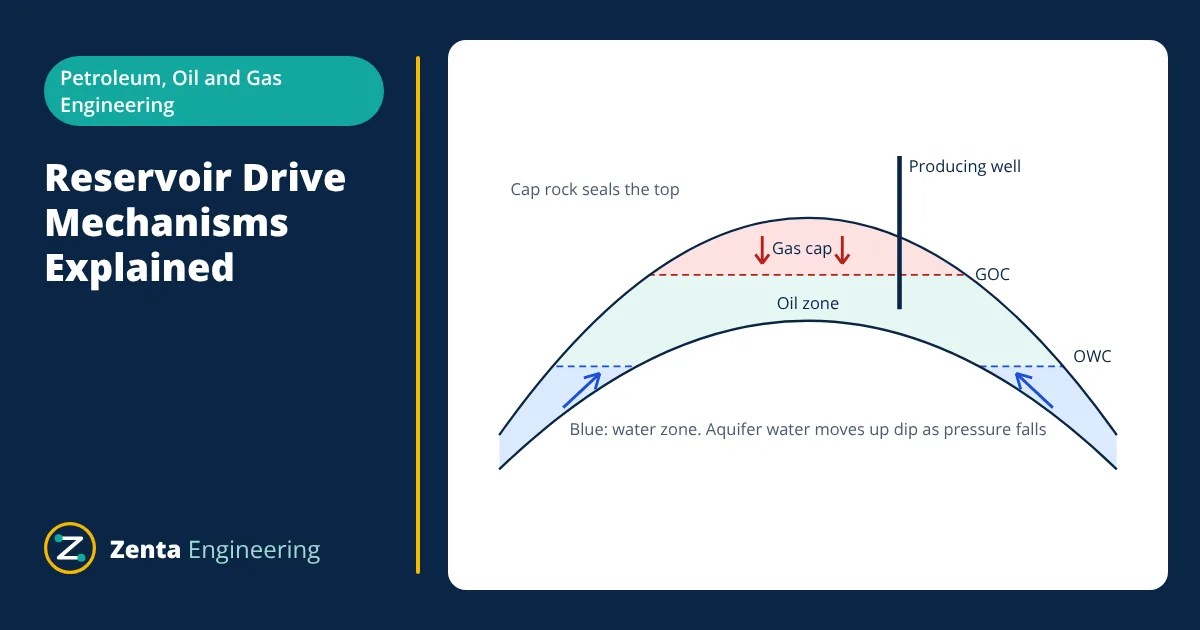 Petroleum, Oil and Gas
Engineering
Reservoir Drive
Mechanisms
Explained
Zenta Engineering
Cap rock seals the top
Producing well
Gas cap
GOC
Oil zone
OWC
Blue: water zone. Aquifer water moves up dip as pressure falls